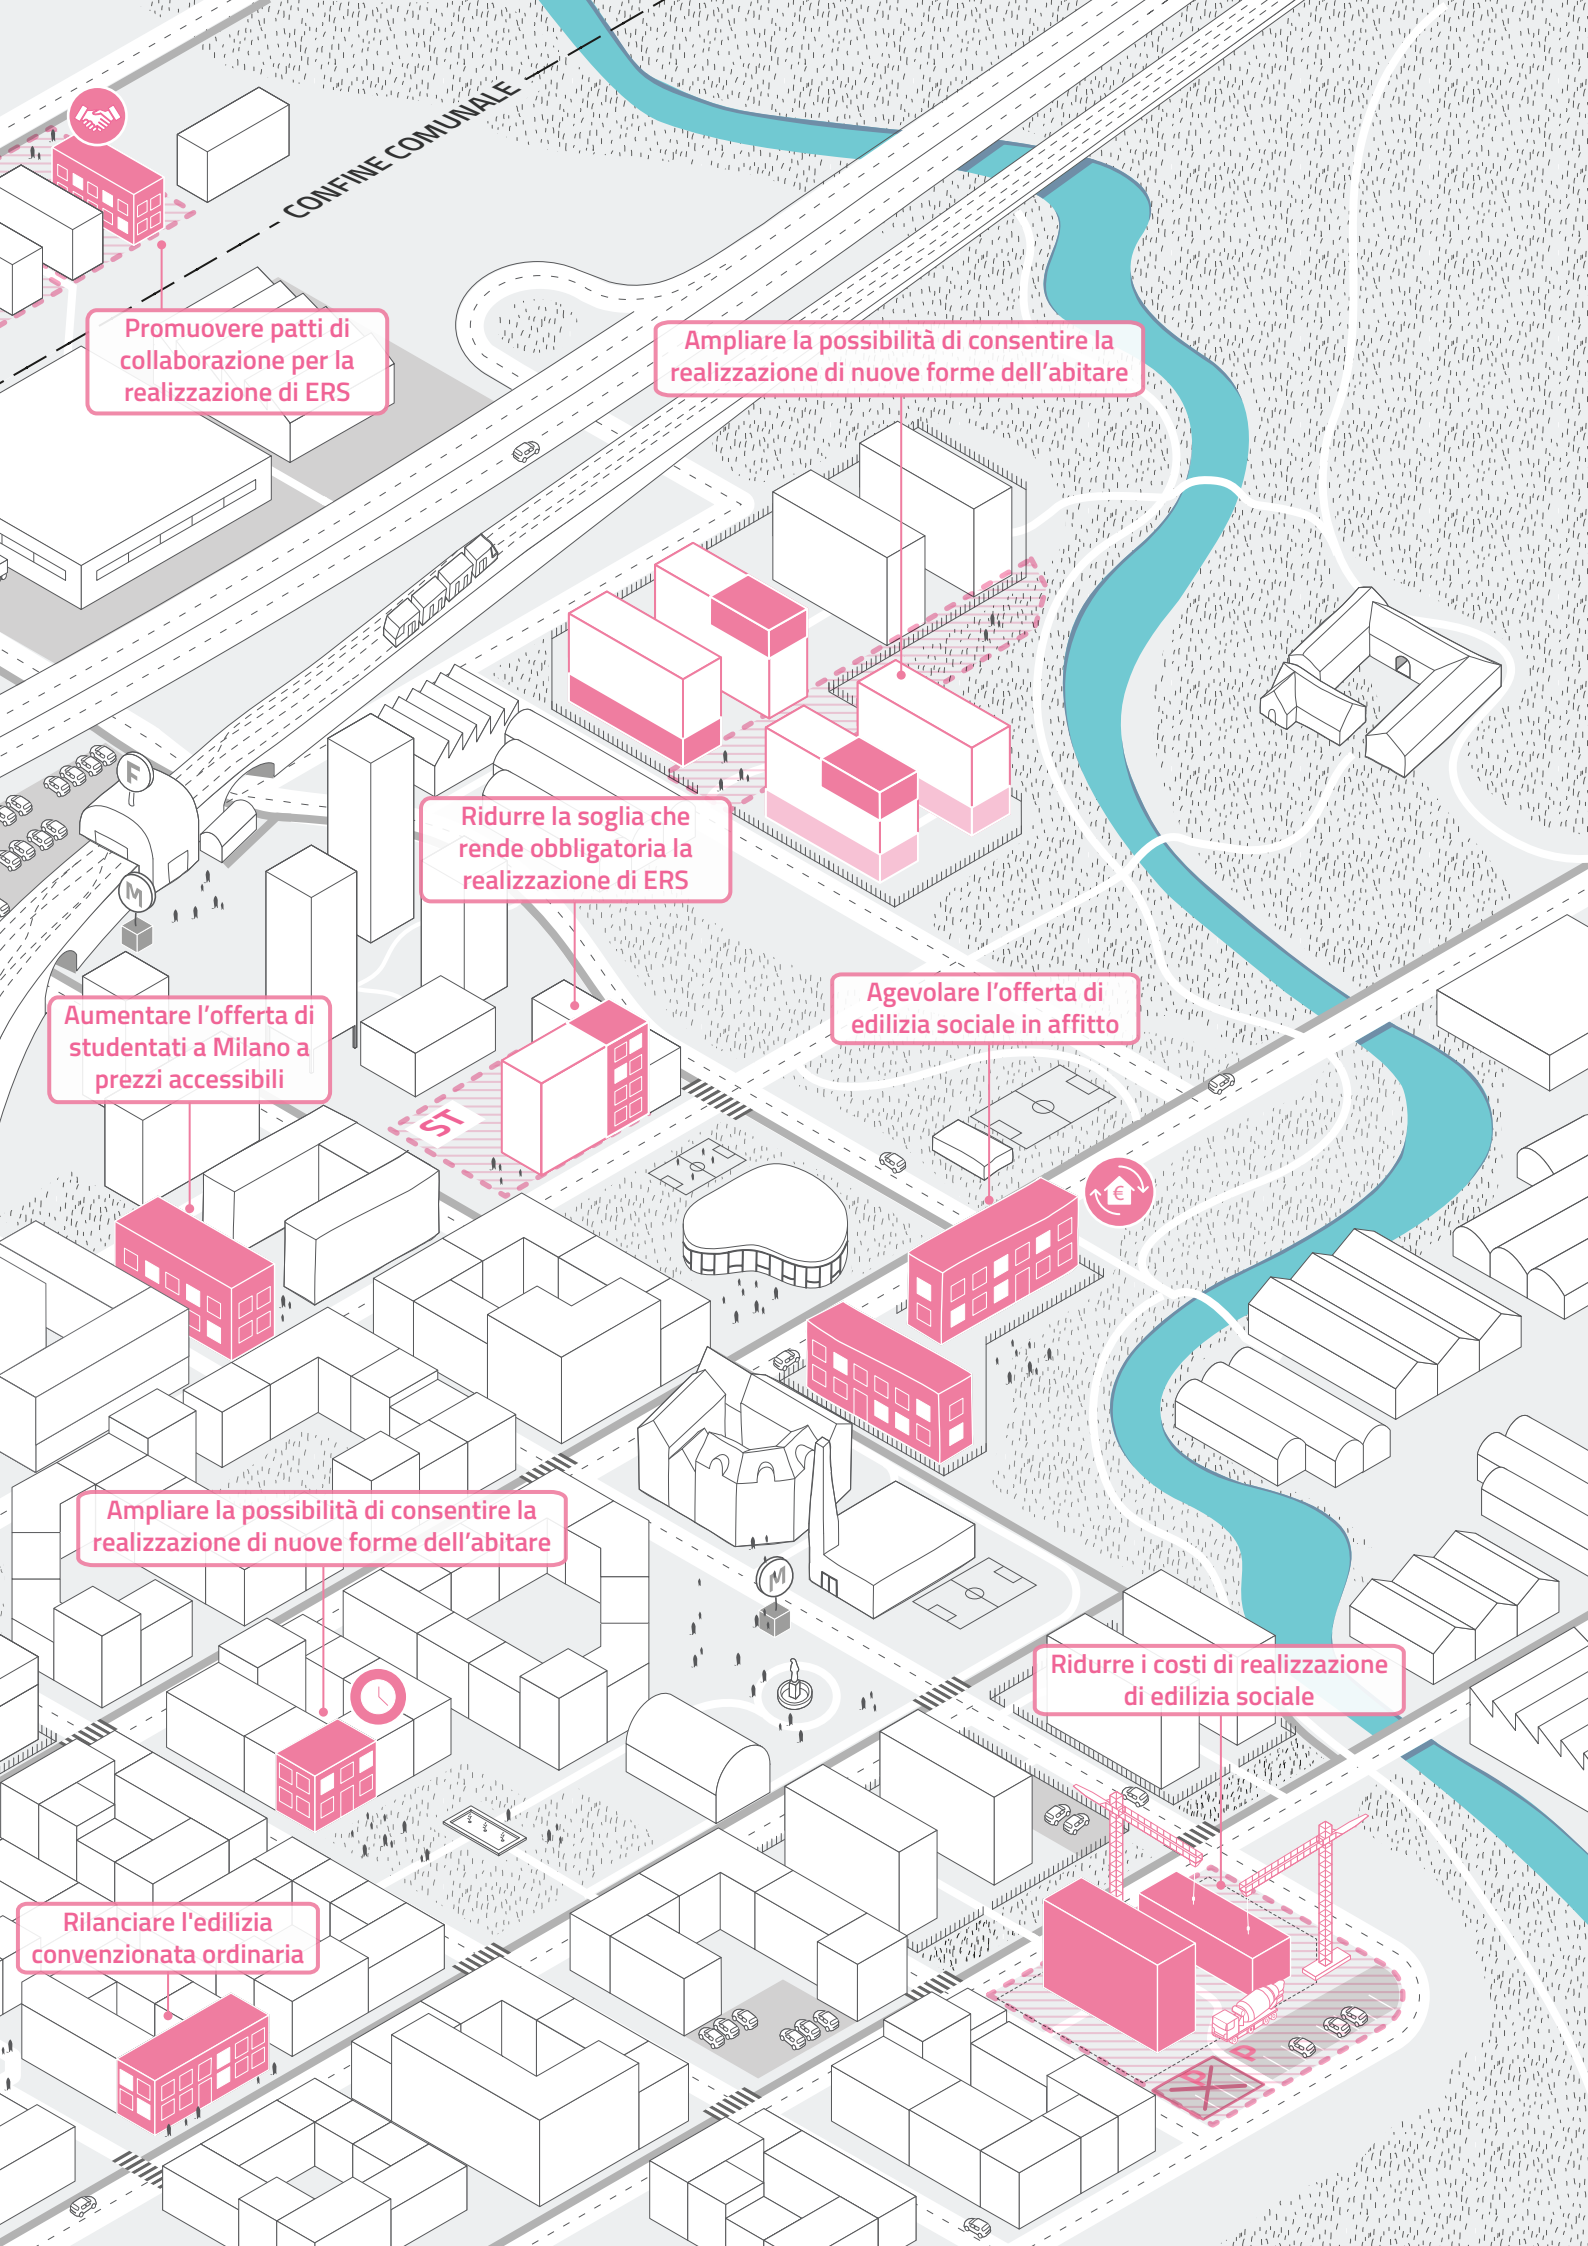 CONFINE COMUNALE
Promuovere patti di
collaborazione per la
realizzazione di ERS
Ampliare la possibilità di consentire la
realizzazione di nuove forme dell’abitare
F
Ridurre la soglia che
rende obbligatoria la
realizzazione di ERS
M
Aumentare l’offerta di
studentati a Milano a
prezzi accessibili
Agevolare l’offerta di
edilizia sociale in affitto
ST
€
Ampliare la possibilità di consentire la
realizzazione di nuove forme dell’abitare
M
Ridurre i costi di realizzazione
di edilizia sociale
Rilanciare l'edilizia
convenzionata ordinaria
P
P